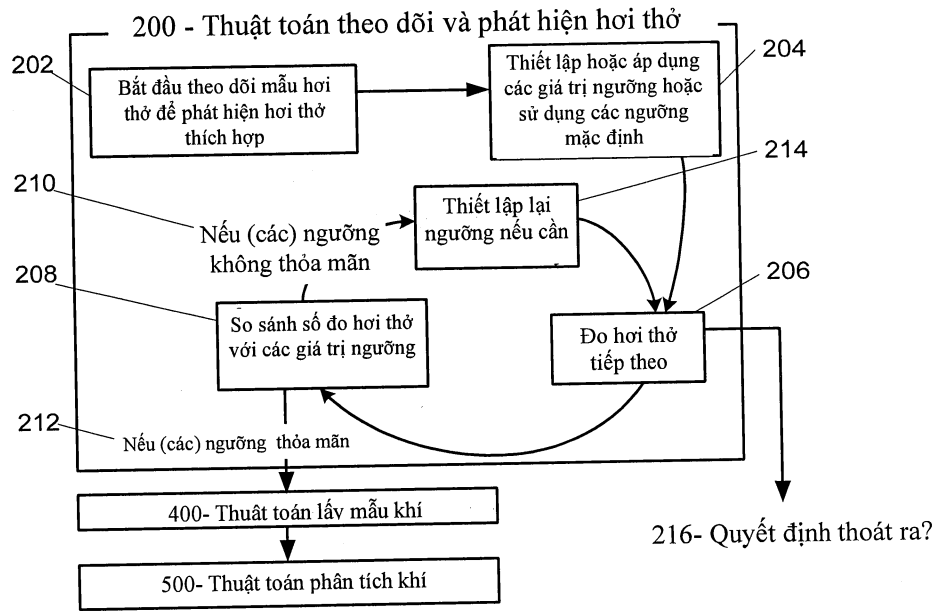 200 - Thuật toán theo dõi và phát hiện hơi thở
202
Bắt đầu theo dõi mẫu hơi
thở để phát hiện hơi thở
thích hợp
204
Thiết lập hoặc áp dụng
các giá trị ngưỡng hoặc
sử dụng các ngưỡng
mặc định
214
210
Thiết lập lại
ngưỡng nếu cần
Nếu (các) ngưỡng
không thỏa mãn
208
206
So sánh số đo hơi thở
với các giá trị ngưỡng
Đo hơi thở
tiếp theo
212
Nếu (các) ngưỡng thỏa mãn
400- Thuât toán lấy mẫu khí
216- Quyết định thoát ra?
500- Thuật toán phân tích khí